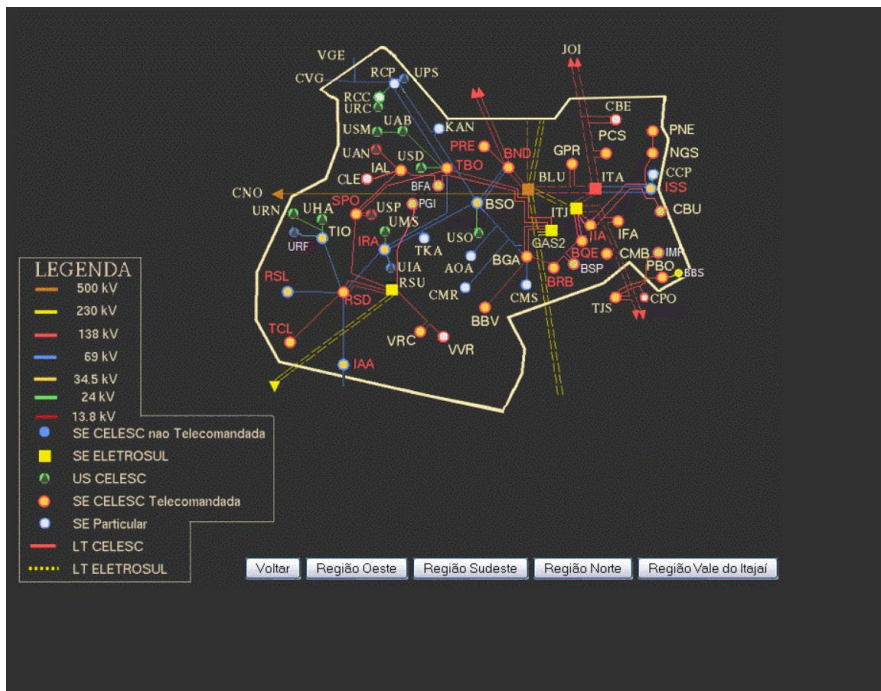 VGE
JOI
CVG
RCP
UPS
RCC
URC
CBE
USM
UAB
KAN
PCS
PNE
UAN
USD
PRE
BND
GPR
NGS
IAL
TBO
BLU
ITA
CCP
CLE
BFA
ISS
CNO
SPO
USP
PGI
BSO
ITJ
CBU
URN
UHA
UMS
IFA
TIO
IRA
USO
GAS2
JIA
URF
TKA
BQE
CMB
IMR
UIA
AOA
BGA
BSP
PBO
BBS
RSL
RSD
RSU
CMR
CMS
BRB
TJS
CPO
BBV
TCL
VRC
VVR
IAA
LEGENDA
500 kV
230 kV
138 kV
69 kV
34.5 kV
24 kV
13.8 kV
SE CELESC nao Telecomandada
SE ELETROSUL
US CELESC
SE CELESC Telecomandada
SE Particular
LT CELESC
LT ELETROSUL
Voltar
Região Oeste
Região Sudeste
Região Norte
Região Vale do Itajaí